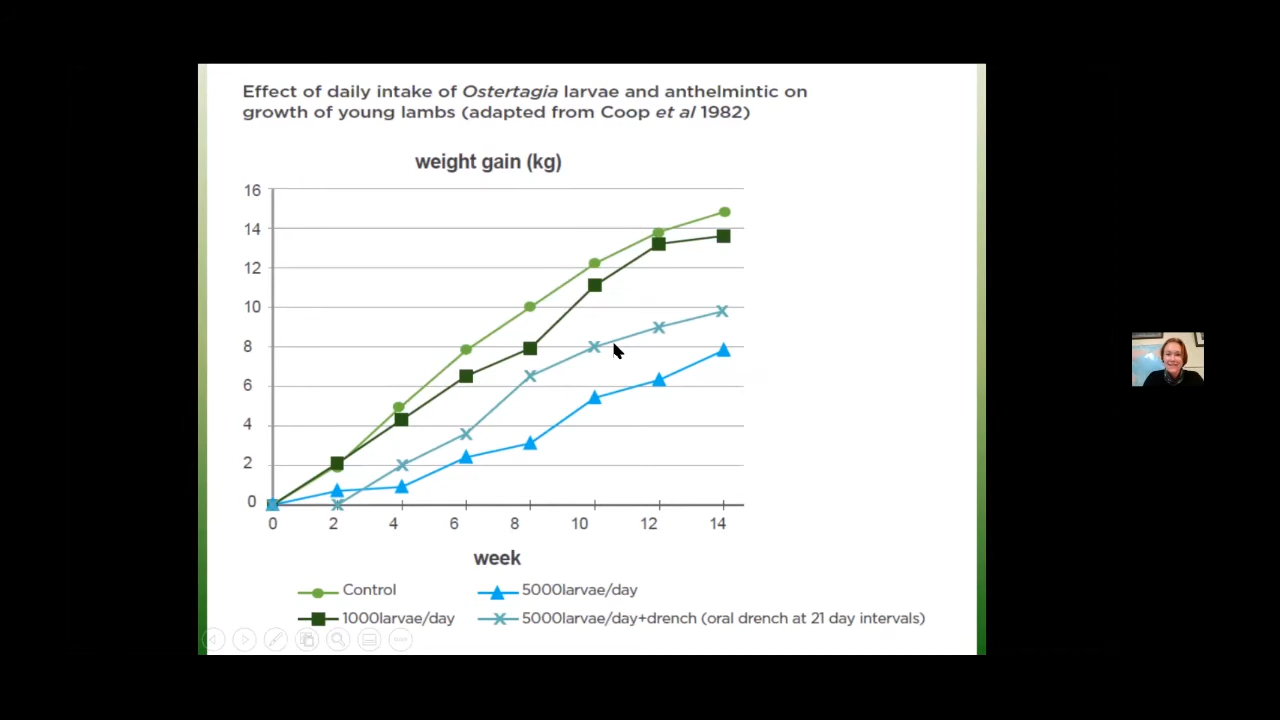 Effect of daily intake of Ostertagia larvae and anthelmintic on
growth of young lambs (adapted from Coop et al 1982)
weight gain (kg)
16
14
12
10
8
6
4
2
0
0 2 4 6 8 10 12 14
week
Control
5000larvae/day
1000larvae/day
5000larvae/day+drench (oral drench at 21 day intervals)